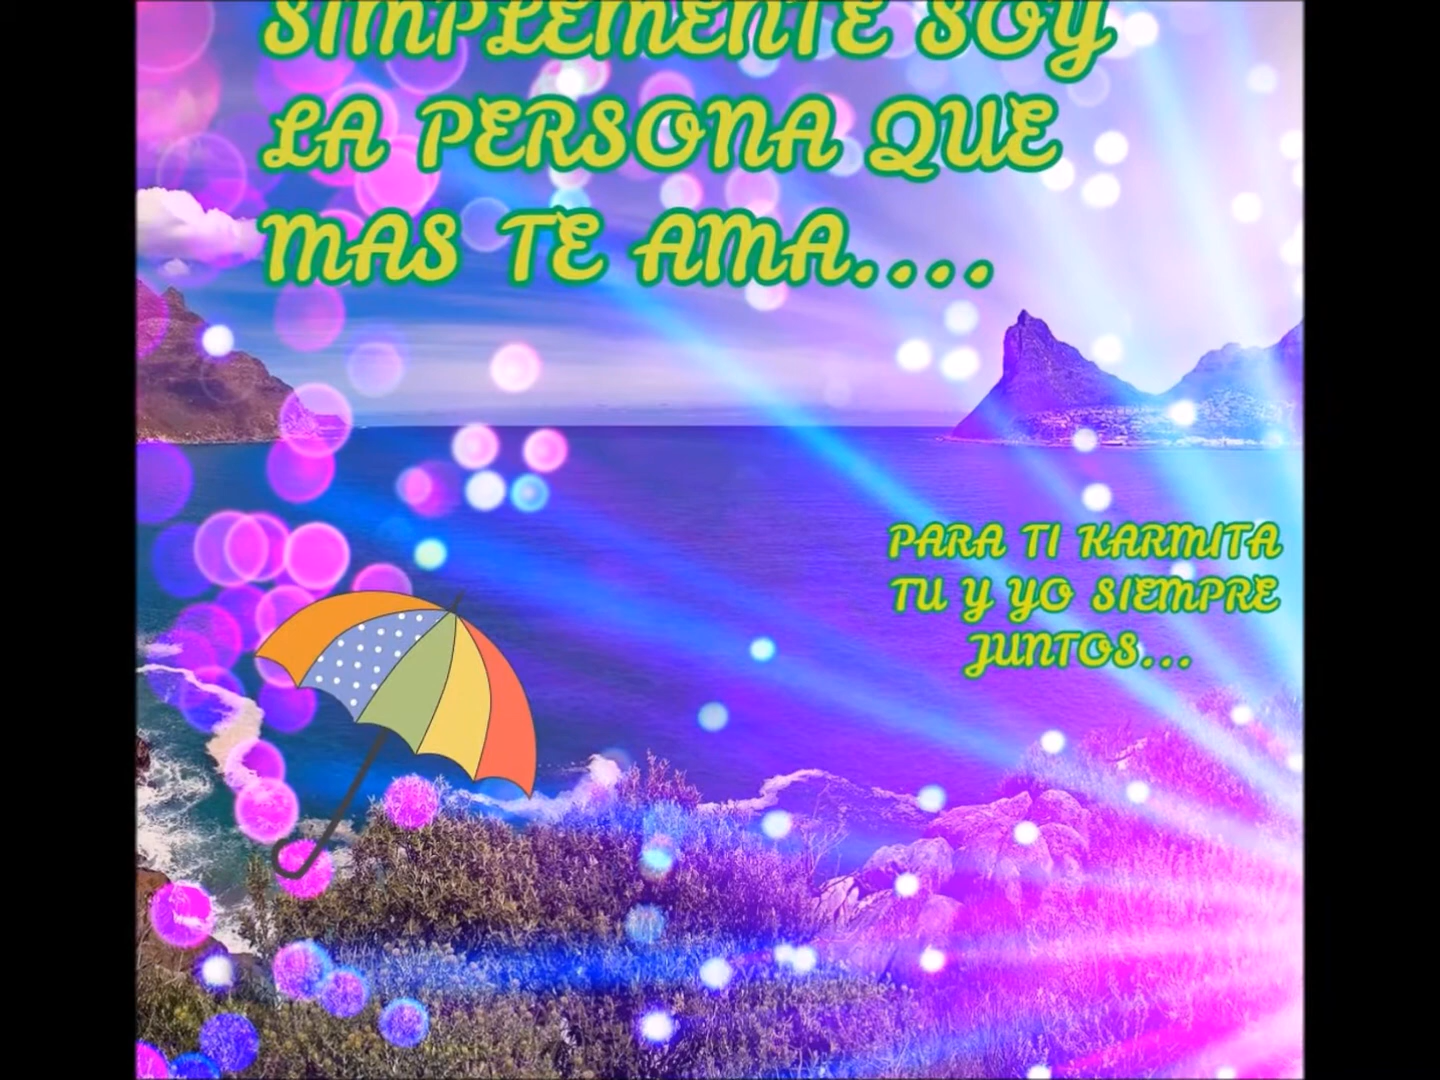 SIMPLEMENTE SOY
LA PERSONA QUE
MAS TE AMA....
PARA TI KARMITA
TU Y YO SIEMPRE
JUNTOS...